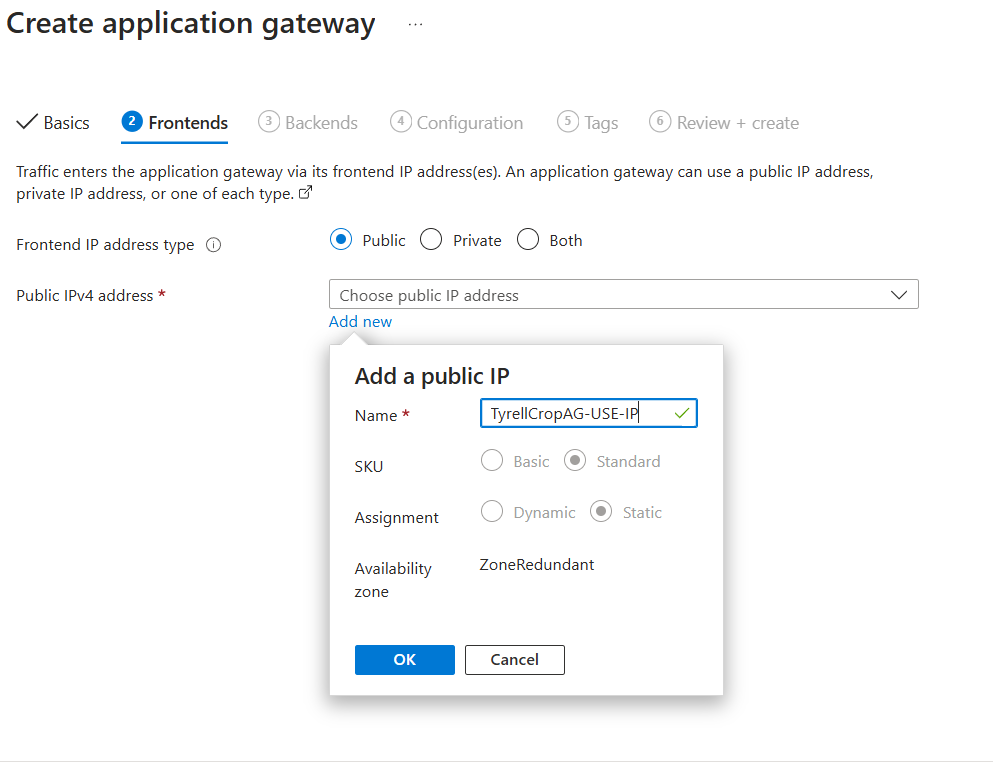 Create application gateway ...
Basics 2 Frontends 3 Backends 4 Configuration 5 Tags 6 Review + create
Traffic enters the application gateway via its frontend IP address(es). An application gateway can use a public IP address,
private IP address, or one of each type.
Frontend IP address type Public Private Both
Public IPv4 address * Choose public IP address
Add new
Add a public IP
Name * TyrellCropAG-USE-IP
SKU Basic Standard
Assignment Dynamic Static
Availability ZoneRedundant
zone
OK Cancel